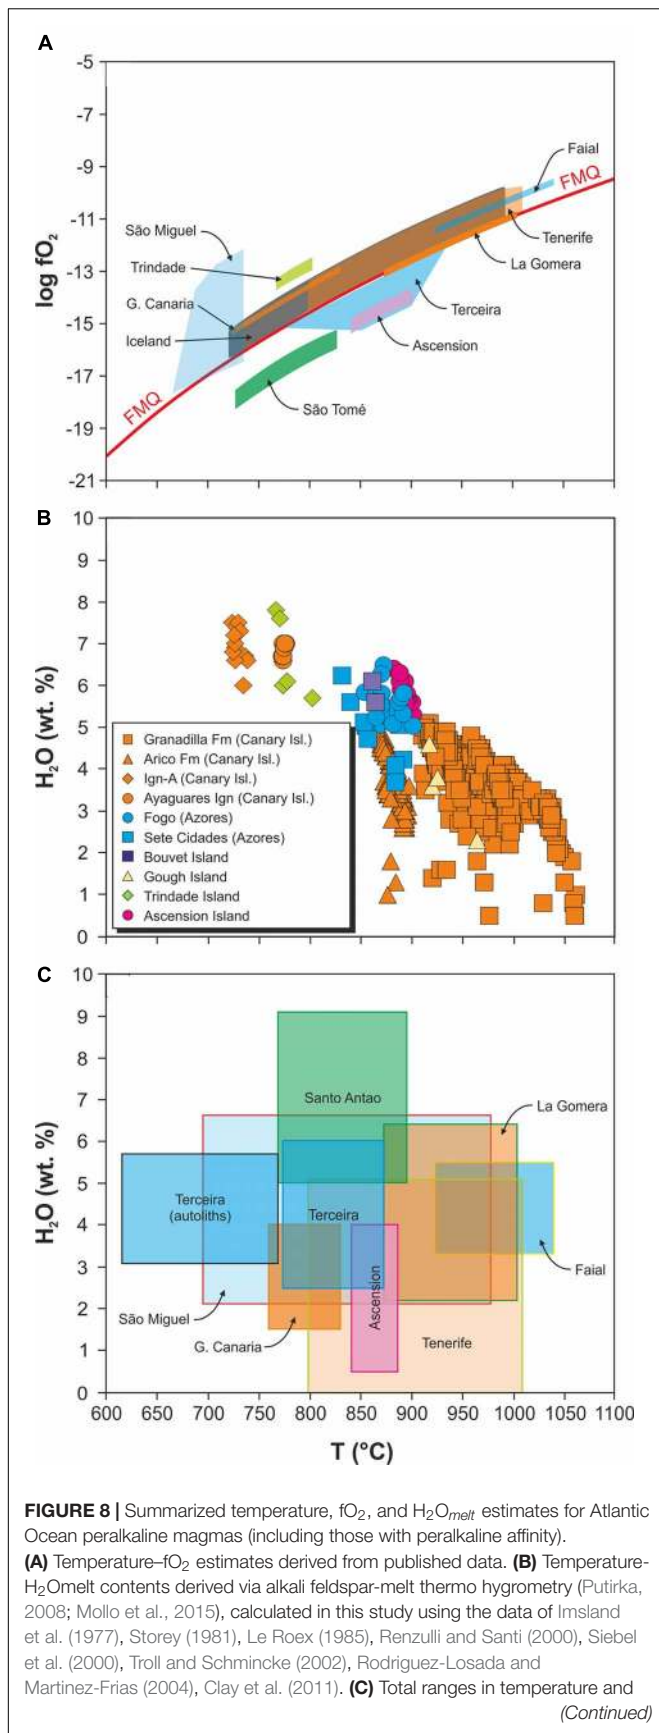 A
-5
-7
-9
-11
-13
-15
-17
-19
-21
log fO2
Faial
FMQ
São Miguel
Tenerife
Trindade
La Gomera
G. Canaria
Terceira
Iceland
Ascension
FMQ
São Tomé
B
10
9
8
7
6
5
4
3
2
1
0
H2O (wt. %)
Granadilla Fm (Canary Isl.)
Arico Fm (Canary Isl.)
Ign-A (Canary Isl.)
Ayaguares Ign (Canary Isl.)
Fogo (Azores)
Sete Cidades (Azores)
Bouvet Island
Gough Island
Trindade Island
Ascension Island
C
10
9
8
7
6
5
4
3
2
1
0
H2O (wt. %)
Santo Antao
La Gomera
Terceira
(autoliths)
Terceira
Faial
São Miguel
Ascension
G. Canaria
Tenerife
600 650 700 750 800 850 900 950 1000 1050 1100
T (°C)
FIGURE 8 | Summarized temperature, fO2, and H2Omelt estimates for Atlantic
Ocean peralkaline magmas (including those with peralkaline affinity).
(A) Temperature–fO2 estimates derived from published data. (B) Temperature-
H2Omelt contents derived via alkali feldspar-melt thermo hygrometry (Putirka,
2008; Mollo et al., 2015), calculated in this study using the data of Imsland
et al. (1977), Storey (1981), Le Roex (1985), Renzulli and Santi (2000), Siebel
et al. (2000), Troll and Schmincke (2002), Rodriguez-Losada and
Martinez-Frias (2004), Clay et al. (2011). (C) Total ranges in temperature and
(Continued)